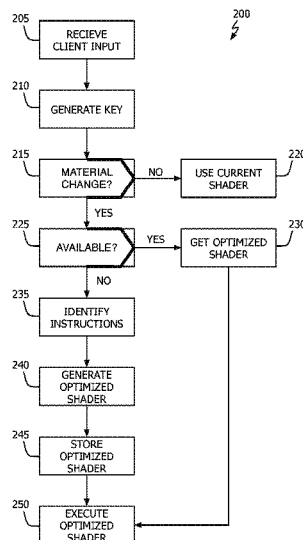 200
205
RECIEVE
CLIENT INPUT
210
GENERATE KEY
215
MATERIAL
CHANGE?
NO
220
USE CURRENT
SHADER
YES
225
AVAILABLE?
YES
230
GET OPTIMIZED
SHADER
NO
235
IDENTIFY
INSTRUCTIONS
240
GENERATE
OPTIMIZED
SHADER
245
STORE
OPTIMIZED
SHADER
250
EXECUTE
OPTIMIZED
SHADER